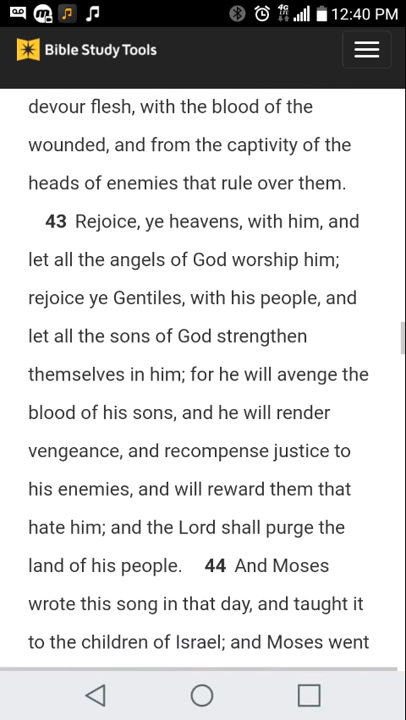 4G
12:40 PM
Bible Study Tools
devour flesh, with the blood of the
wounded, and from the captivity of the
heads of enemies that rule over them.
43 Rejoice, ye heavens, with him, and
let all the angels of God worship him;
rejoice ye Gentiles, with his people, and
let all the sons of God strengthen
themselves in him; for he will avenge the
blood of his sons, and he will render
vengeance, and recompense justice to
his enemies, and will reward them that
hate him; and the Lord shall purge the
land of his people. 44 And Moses
wrote this song in that day, and taught it
to the children of Israel; and Moses went